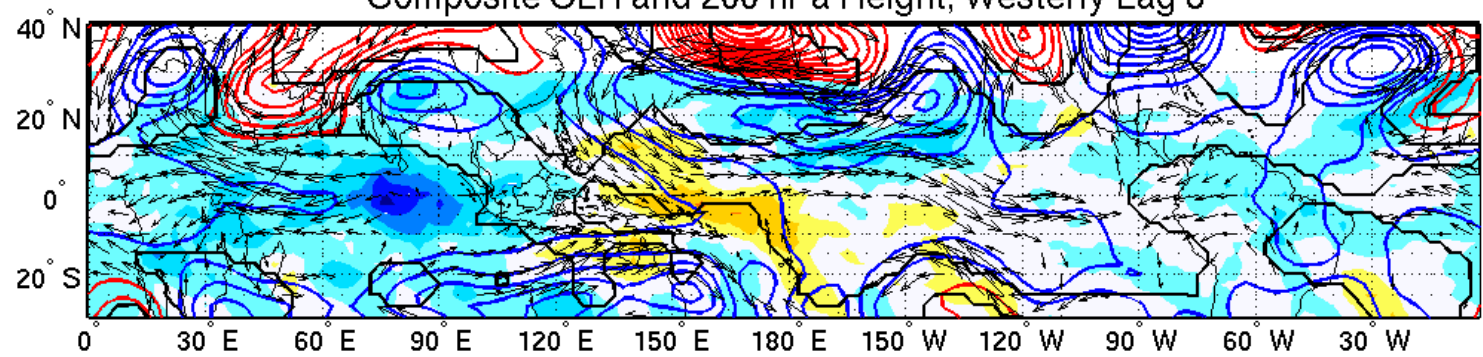 Composite OLR and 200 hPa Height, Westerly Lag
40° N
20° N
0°
20° S
0° 30° E 60° E 90° E 120° E 150° E 180° E 150° W 120° W 90° W 60° W 30° W